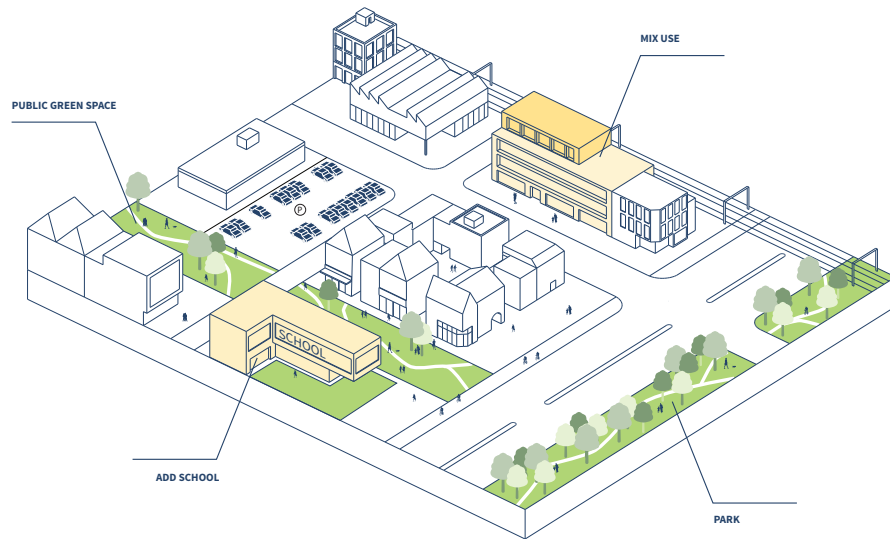 MIX USE
PUBLIC GREEN SPACE
P
SCHOOL
ADD SCHOOL
PARK